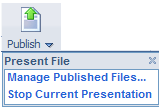 Publish
Present File
Manage Published Files...
Stop Current Presentation